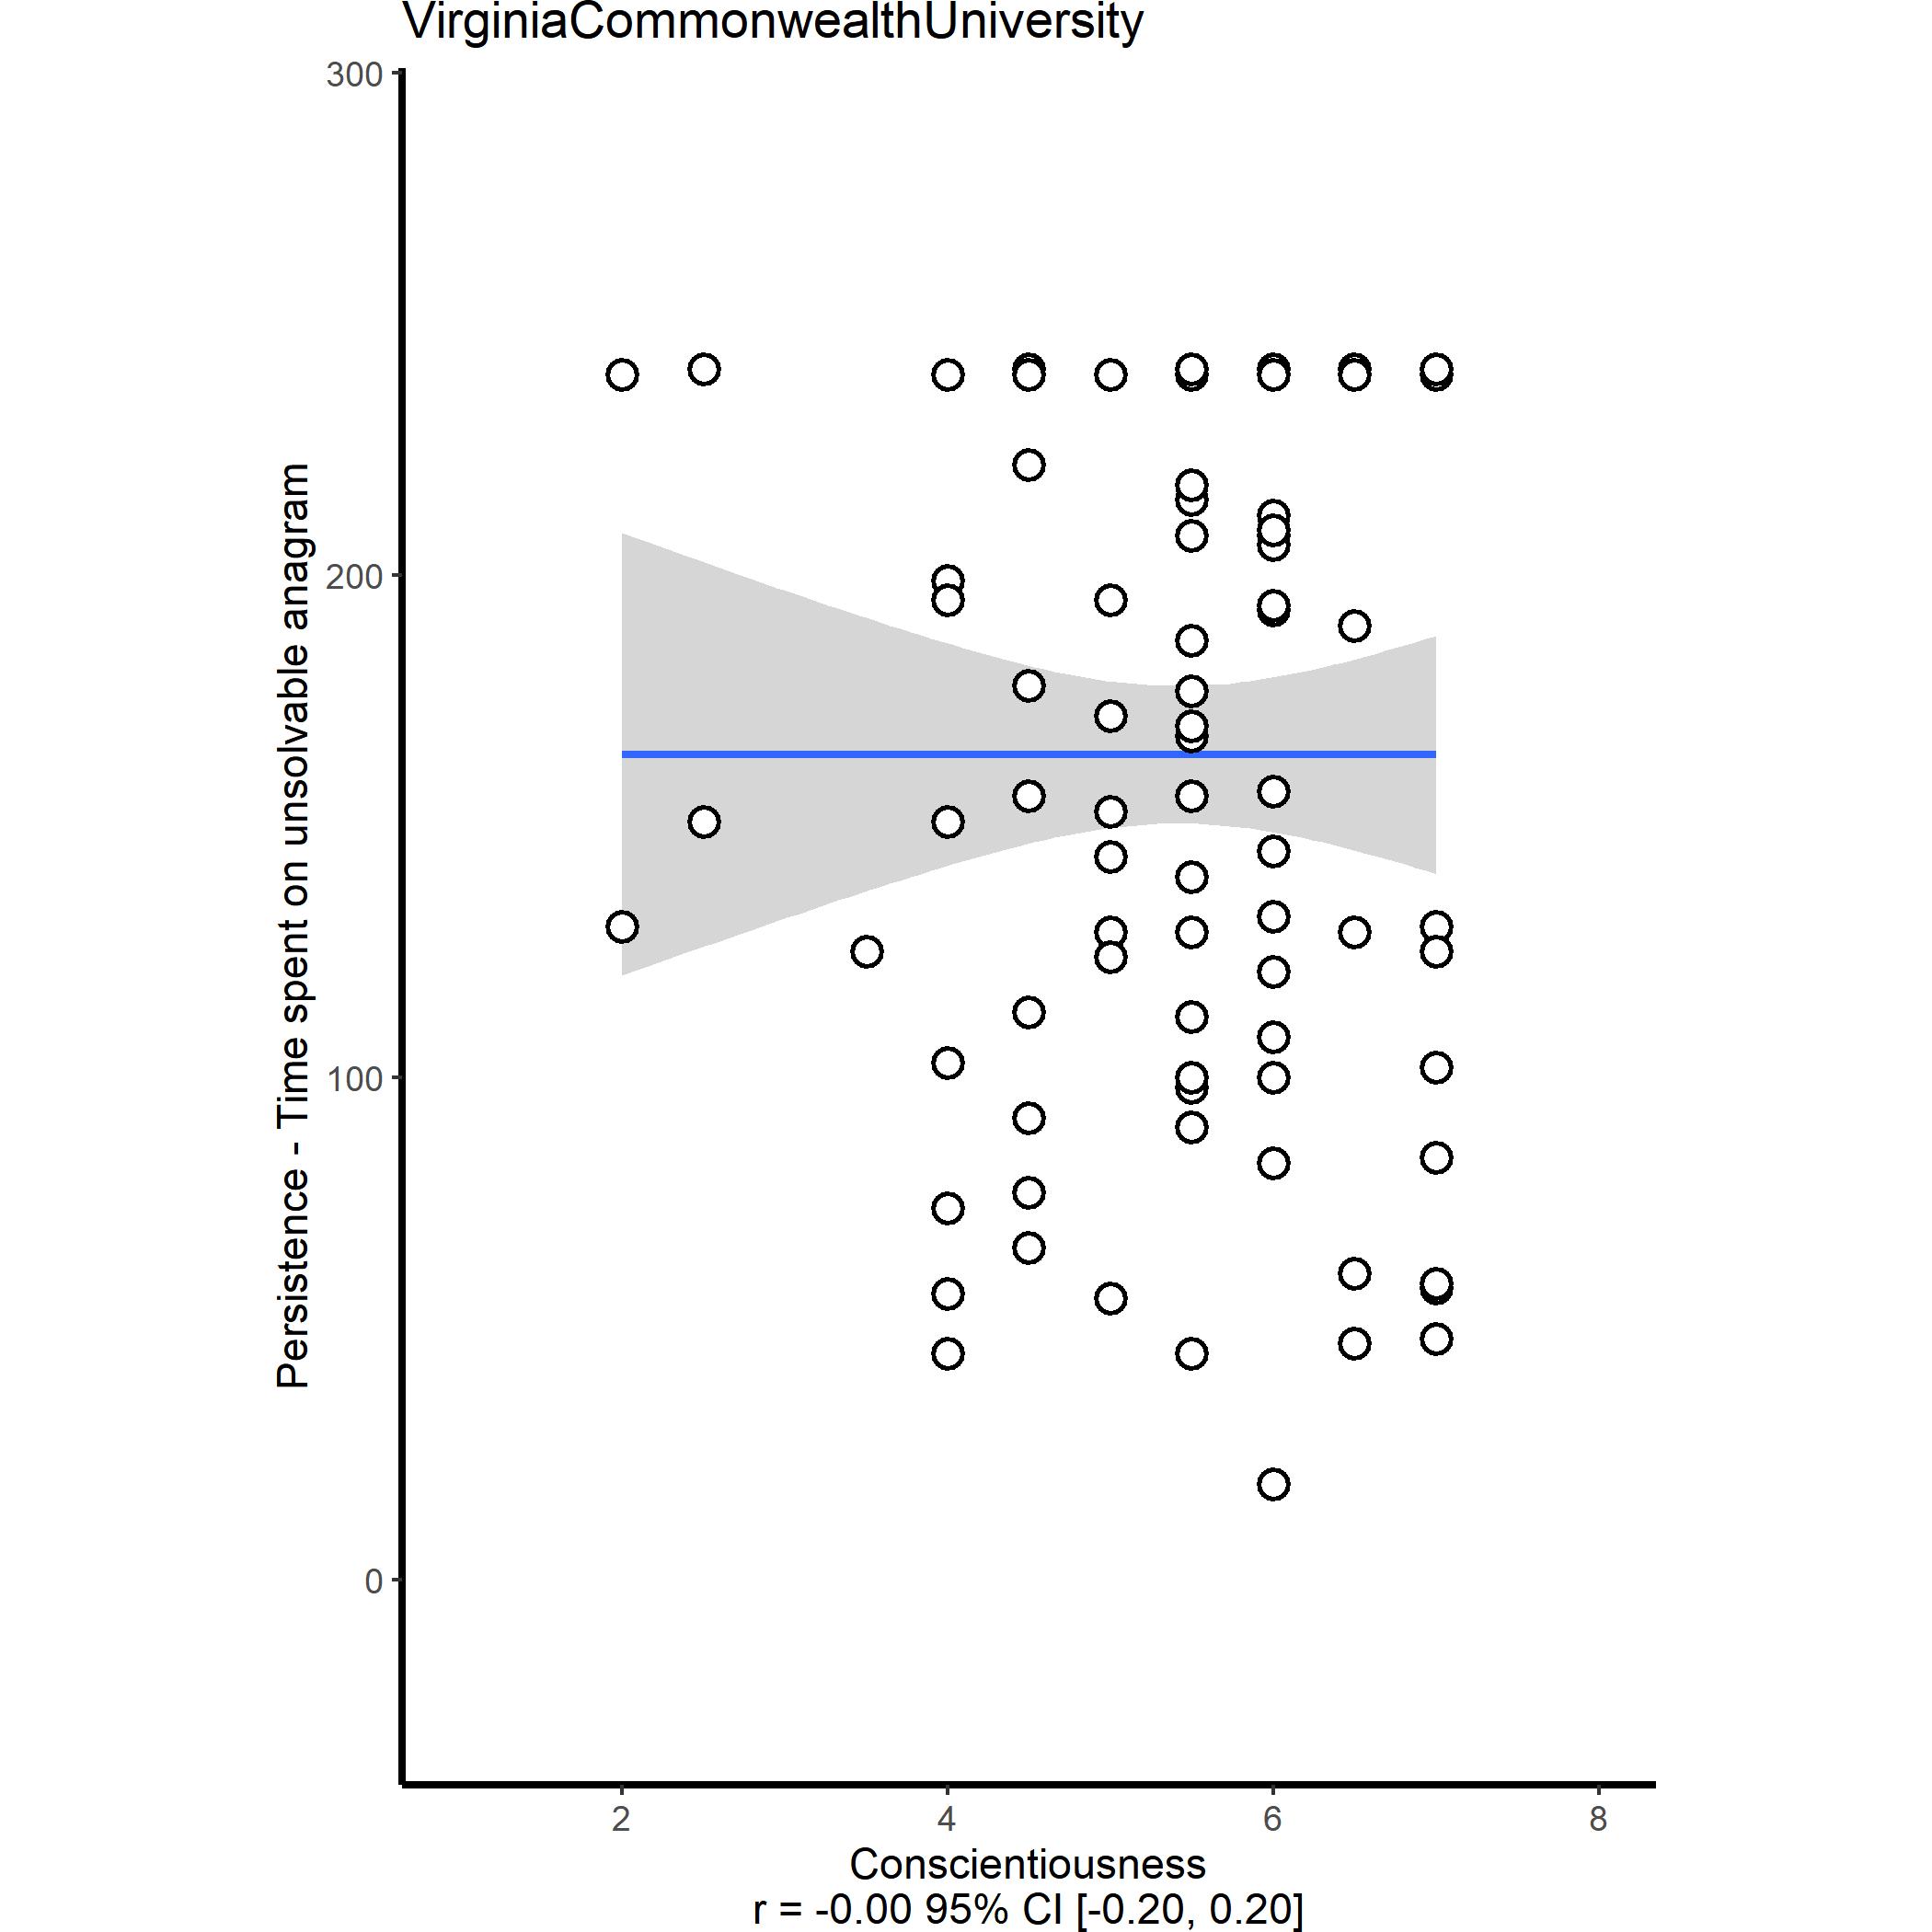 VirginiaCommonwealthUniversity
300
200
100
0
Persistence - Time spent on unsolvable anagram
2 4 6 8
Conscientiousness
r = -0.00 95% CI [-0.20, 0.20]